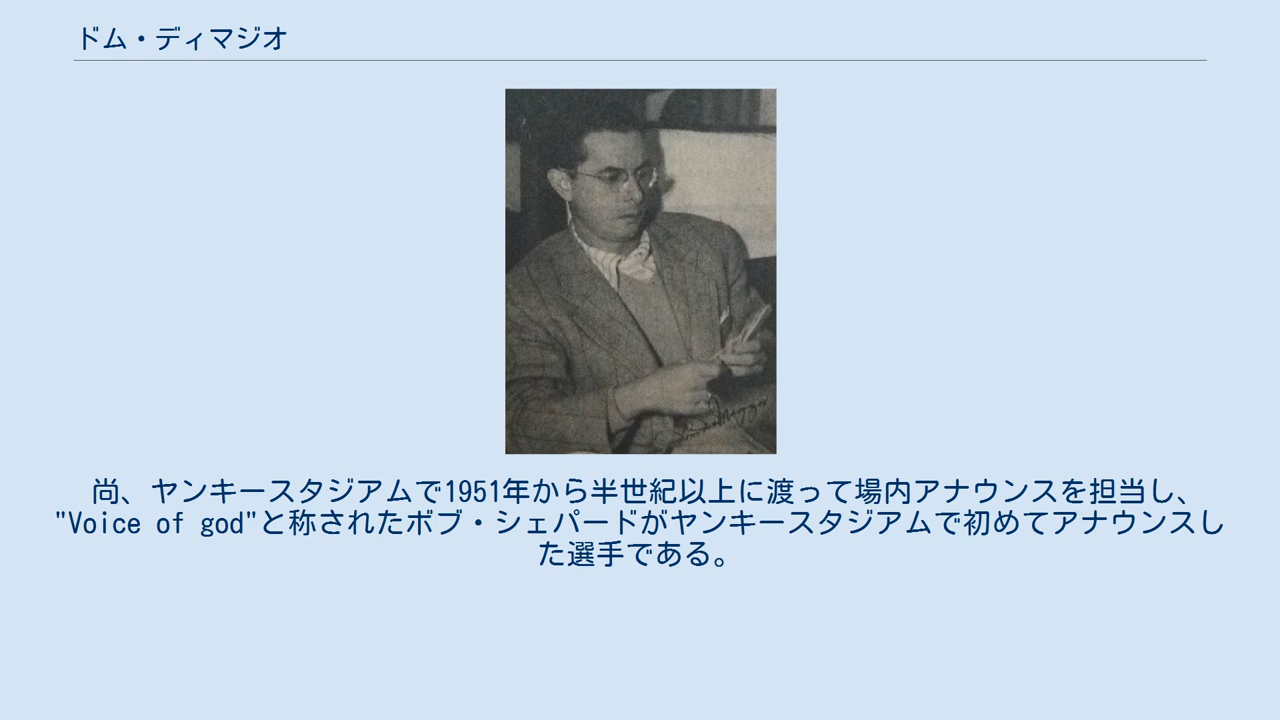 ドム・ディマジオ
尚、ヤンキースタジアムで1951年から半世紀以上に渡って場内アナウンスを担当し、
"Voice of god"と称されたボブ・シェパードがヤンキースタジアムで初めてアナウンスし
た選手である。